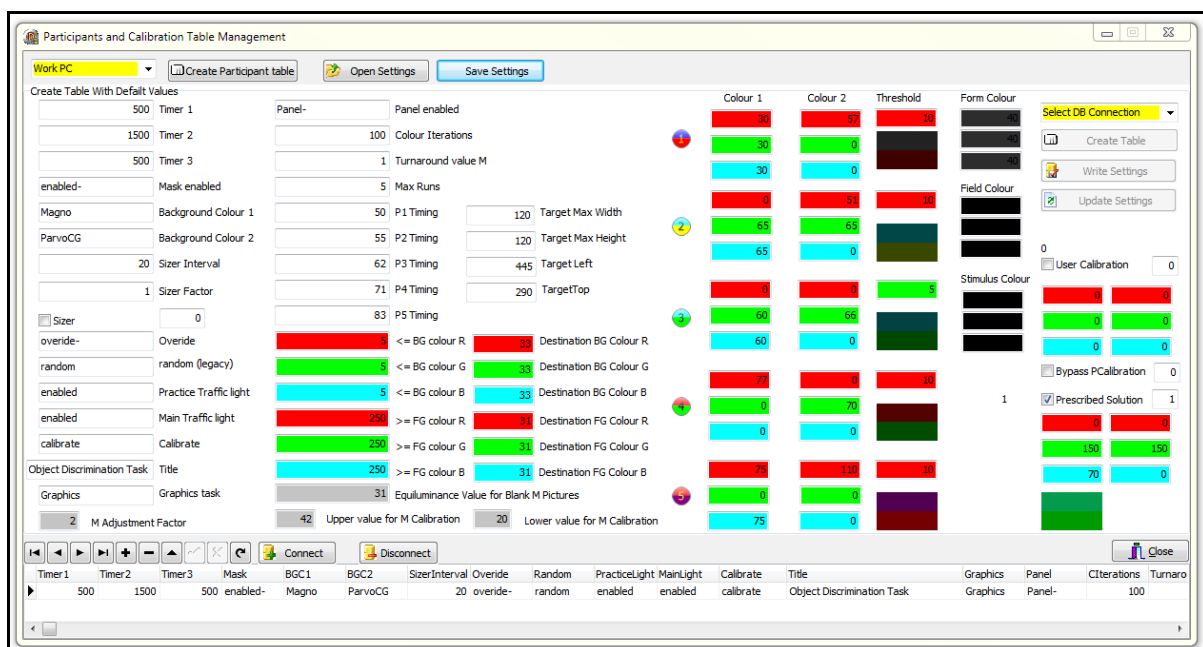 Participants and Calibration Table Management
Work PC Create Participant table Open Settings Save Settings
Create Table With Defailt Values
500 Timer 1 Panel- Panel enabled
1500 Timer 2 100 Colour Iterations
500 Timer 3 1 Turnaround value M
enabled- Mask enabled 5 Max Runs
Magno Background Colour 1 50 P1 Timing 120 Target Max Width
ParvoCG Background Colour 2 55 P2 Timing 120 Target Max Height
20 Sizer Interval 62 P3 Timing 445 Target Left
1 Sizer Factor 71 P4 Timing 290 TargetTop
Sizer 0 83 P5 Timing
overide- Overide 5 <= BG colour R 33 Destination BG Colour R
random random (legacy) 5 <= BG colour G 33 Destination BG Colour G
enabled Practice Traffic light 5 <= BG colour B 33 Destination BG Colour B
enabled Main Traffic light 250 >= FG colour R 31 Destination FG Colour R
calibrate Calibrate 250 >= FG colour G 31 Destination FG Colour G
Object Discrimination Task Title 250 >= FG colour B 31 Destination FG Colour B
Graphics Graphics task 31 Equiluminance Value for Blank M Pictures
2 M Adjustment Factor 42 Upper value for M Calibration 20 Lower value for M Calibration
Colour 1 Colour 2 Threshold
30 57 10
1 30 0
30 0
0 51 10
2 65 65
65 0
0 0 5
3 60 66
60 0
77 0 10
4 0 70
0 0
75 110 10
5 0 0
75 0
Form Colour
40
40
40
Field Colour
Stimulus Colour
1
Select DB Connection
Create Table
Write Settings
Update Settings
0
User Calibration 0
0 0
0 0
0 0
Bypass PCalibration 0
Prescribed Solution 1
0 0
150 150
70 0
Connect Disconnect Close
Timer1 Timer2 Timer3 Mask BGC1 BGC2 SizerInterval Overide Random PracticeLight MainLight Calibrate Title Graphics Panel CIterations Turnaro
500 1500 500 enabled- Magno ParvoCG 20 overide- random enabled enabled calibrate Object Discrimination Task Graphics Panel- 100